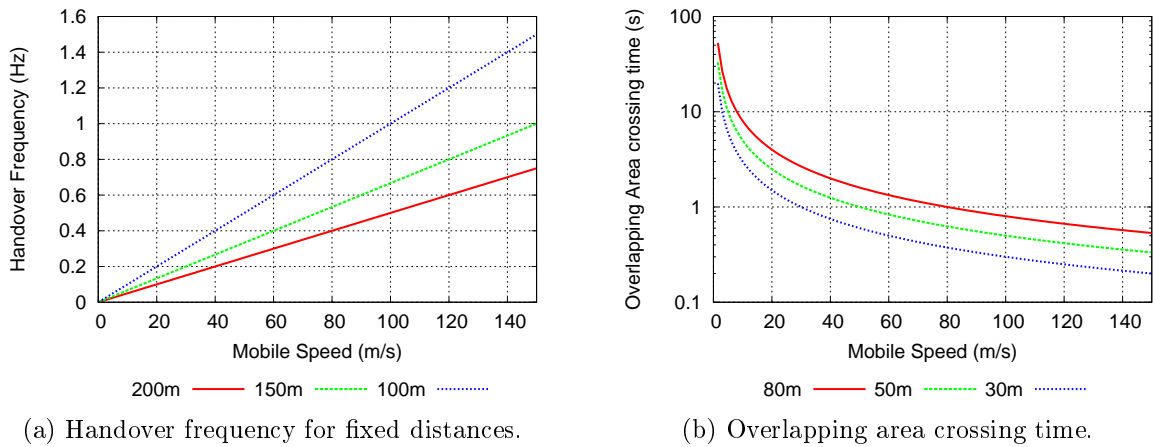 Handover Frequency (Hz)
1.6
1.4
1.2
1
0.8
0.6
0.4
0.2
0
0 20 40 60 80 100 120 140
Mobile Speed (m/s)
200m 150m 100m
(a) Handover frequency for fixed distances.
Overlapping Area crossing time (s)
100
10
1
0.1
0 20 40 60 80 100 120 140
Mobile Speed (m/s)
80m 50m 30m
(b) Overlapping area crossing time.